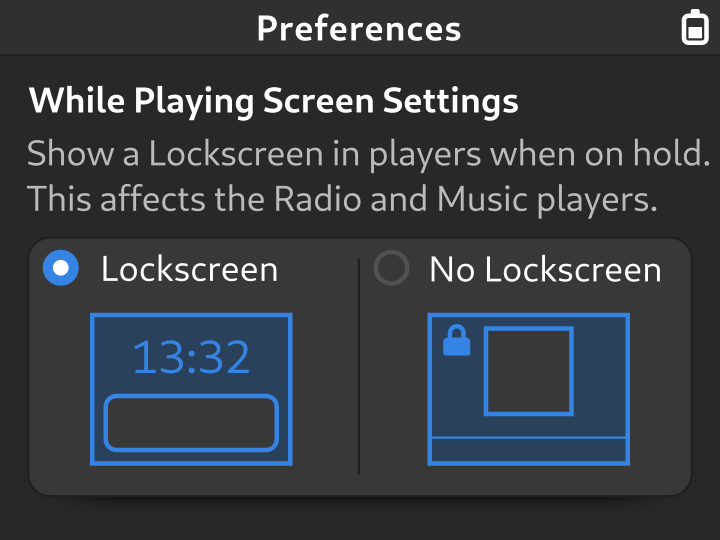 Preferences
While Playing Screen Settings
Show a Lockscreen in players when on hold.
This affects the Radio and Music players.
Lockscreen
No Lockscreen
13:32